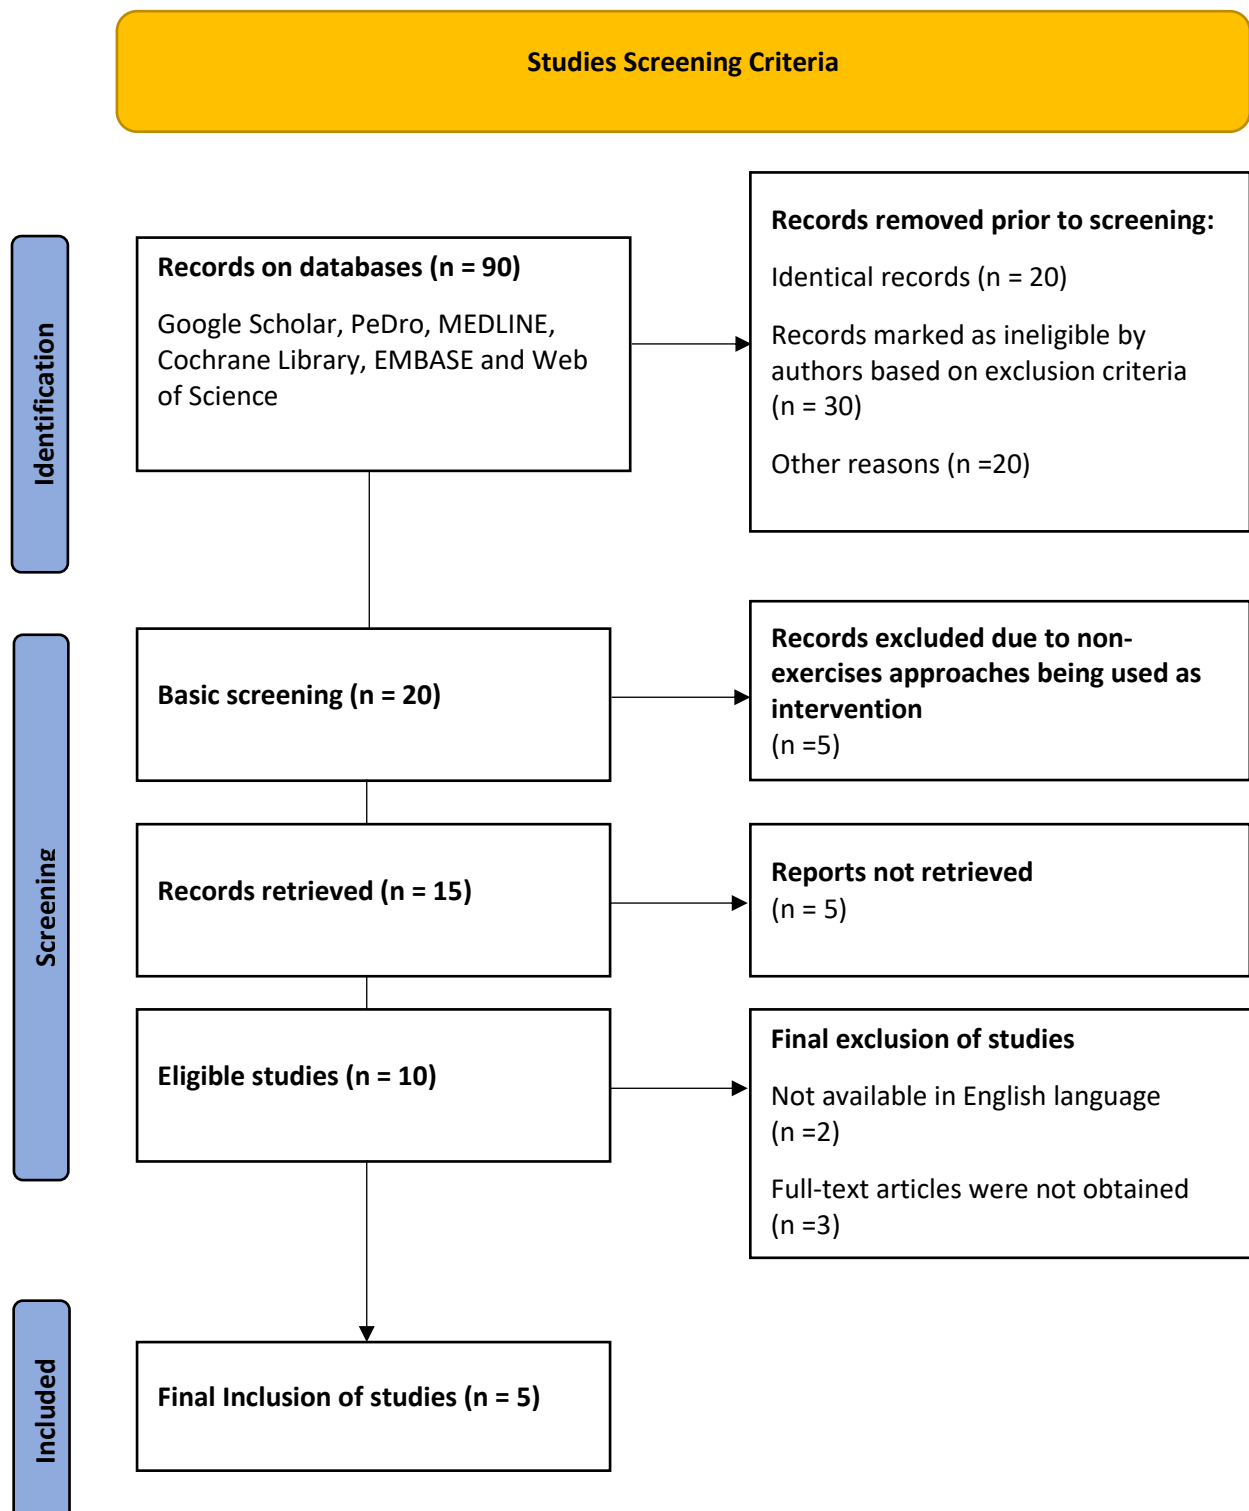 Studies Screening Criteria
Identification
Records on databases (n = 90)
Google Scholar, PeDro, MEDLINE,
Cochrane Library, EMBASE and Web
of Science
Records removed prior to screening:
Identical records (n = 20)
Records marked as ineligible by
authors based on exclusion criteria
(n = 30)
Other reasons (n =20)
Screening
Basic screening (n = 20)
Records excluded due to non-
exercises approaches being used as
intervention
(n =5)
Records retrieved (n = 15)
Reports not retrieved
(n = 5)
Eligible studies (n = 10)
Final exclusion of studies
Not available in English language
(n =2)
Full-text articles were not obtained
(n =3)
Included
Final Inclusion of studies (n = 5)